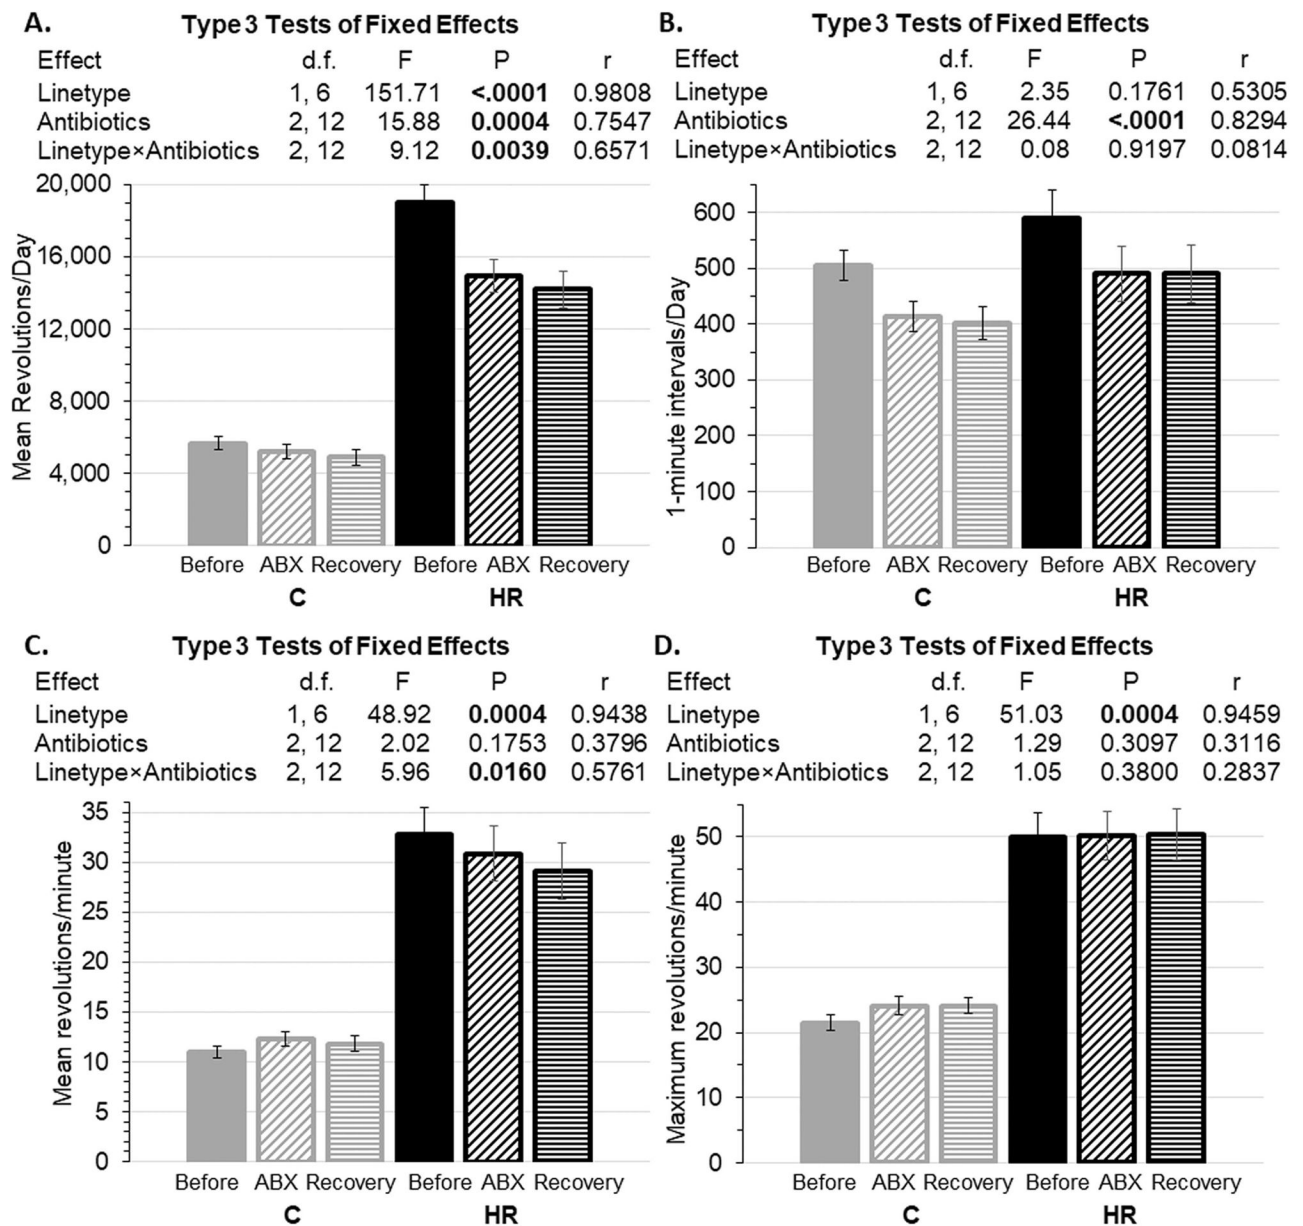 A. Type 3 Tests of Fixed Effects
Effect d.f. F P r
Linetype 1, 6 151.71 <.0001 0.9808
Antibiotics 2, 12 15.88 0.0004 0.7547
Linetype×Antibiotics 2, 12 9.12 0.0039 0.6571
Mean Revolutions/Day
20,000
16,000
12,000
8,000
4,000
0
Before ABX Recovery Before ABX Recovery
C HR
B. Type 3 Tests of Fixed Effects
Effect d.f. F P r
Linetype 1, 6 2.35 0.1761 0.5305
Antibiotics 2, 12 26.44 <.0001 0.8294
Linetype×Antibiotics 2, 12 0.08 0.9197 0.0814
1-minute intervals/Day
600
500
400
300
200
100
0
Before ABX Recovery Before ABX Recovery
C HR
C. Type 3 Tests of Fixed Effects
Effect d.f. F P r
Linetype 1, 6 48.92 0.0004 0.9438
Antibiotics 2, 12 2.02 0.1753 0.3796
Linetype×Antibiotics 2, 12 5.96 0.0160 0.5761
Mean revolutions/minute
35
30
25
20
15
10
5
0
Before ABX Recovery Before ABX Recovery
C HR
D. Type 3 Tests of Fixed Effects
Effect d.f. F P r
Linetype 1, 6 51.03 0.0004 0.9459
Antibiotics 2, 12 1.29 0.3097 0.3116
Linetype×Antibiotics 2, 12 1.05 0.3800 0.2837
Maximum revolutions/minute
50
40
30
20
10
0
Before ABX Recovery Before ABX Recovery
C HR